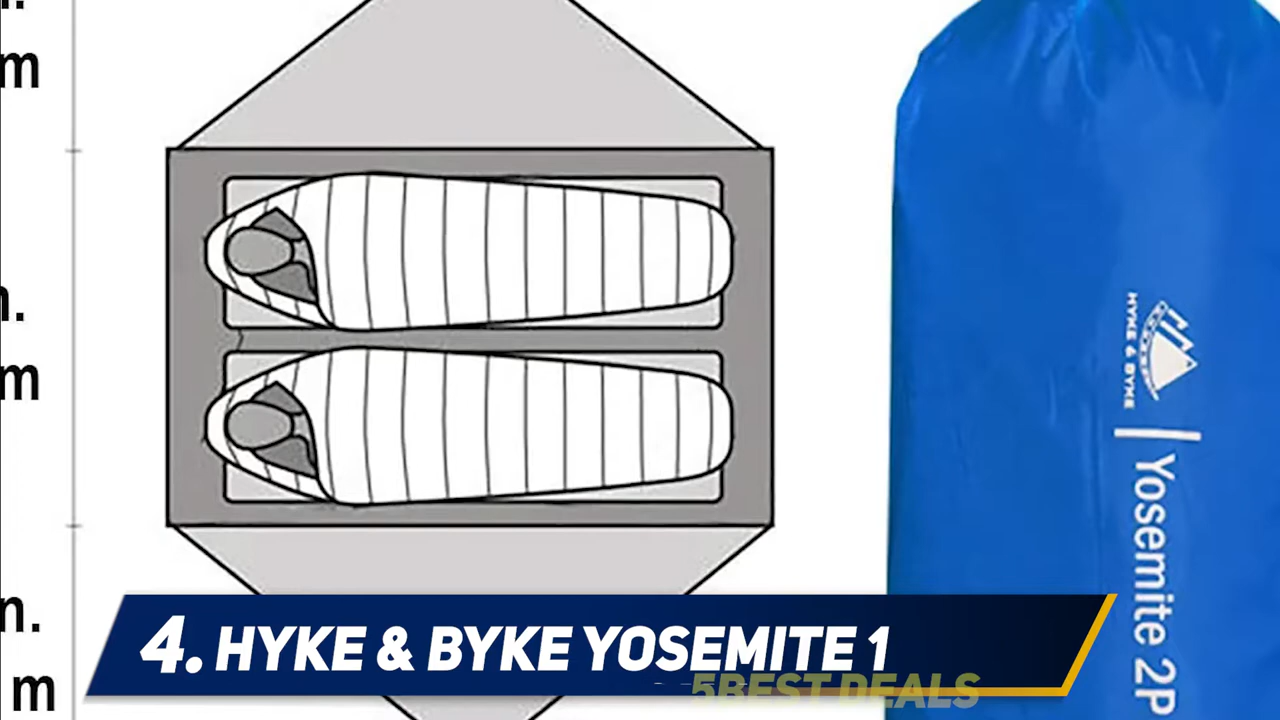 m
m
n.
m
HYKE & BYKE
Yosemite 2P
4. HYKE & BYKE YOSEMITE 1
5BEST DEALS